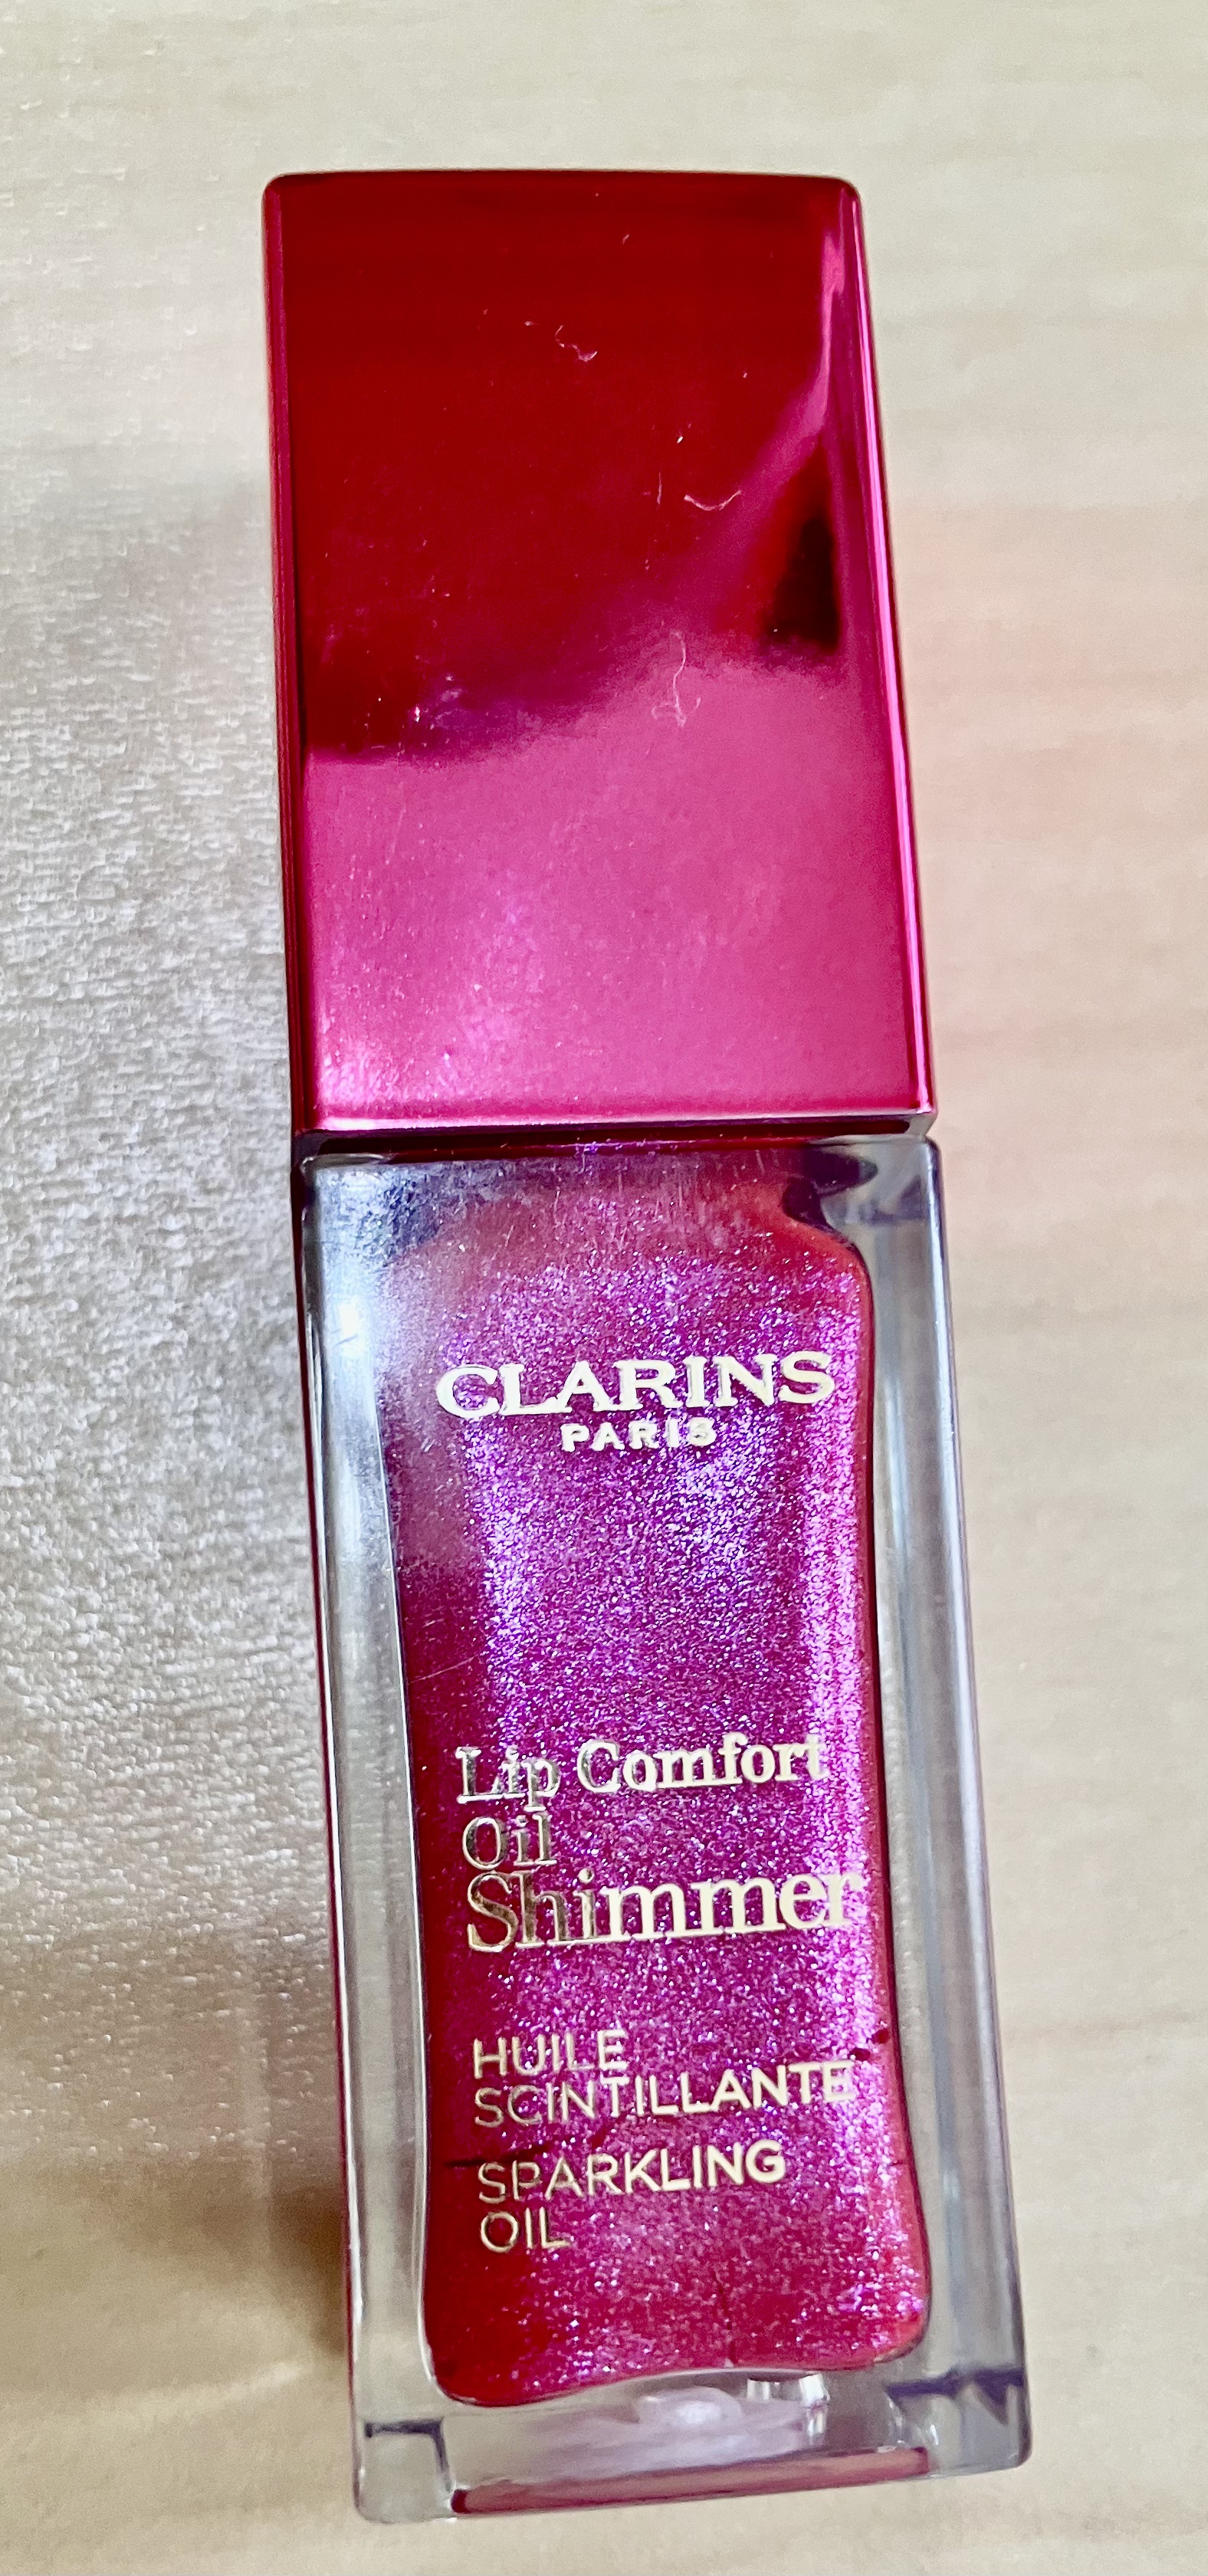 CLARINS
PARIS
Lip Comfort
Oil
Shimmer
HUILE
SCINTILLANTE
SPARKLING
OIL